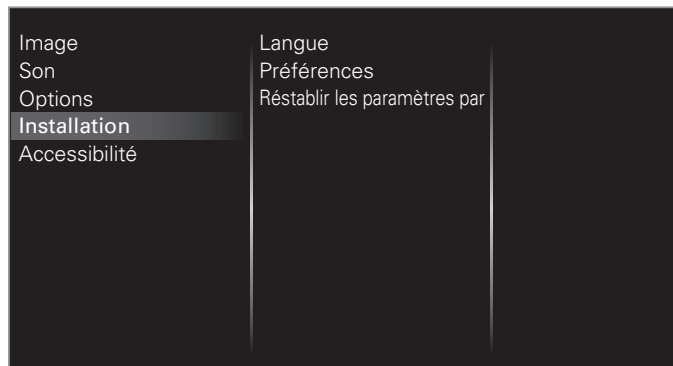 Image
Son
Options
Installation
Accessibilité
Langue
Préférences
Réstablir les paramètres par